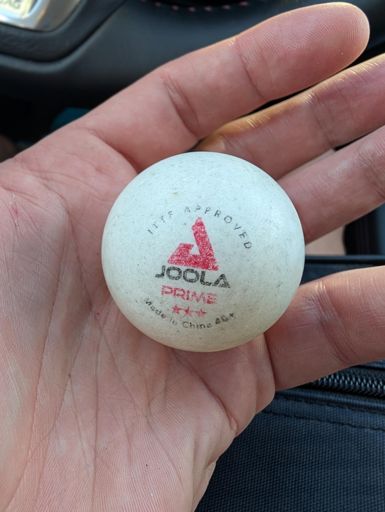 ITTF APPROVED
JOOLA
PRIME
Made in China 40+